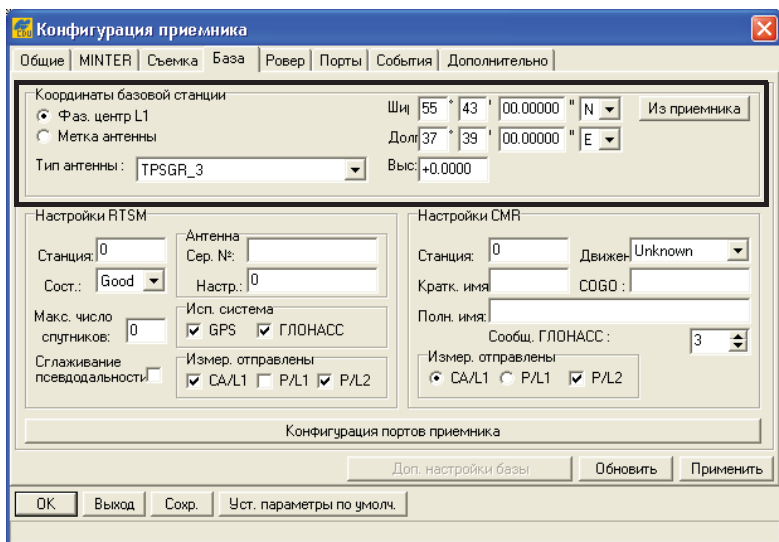 Конфигурация приемника
Общие MINTER Съемка База Ровер Порты События Дополнительно
Координаты базовой станции
Фаз. центр L1
Метка антенны
Тип антенны : TPSGR_3
Ши 55 ° 43 ' 00.00000 " N Из приемника
Долг 37 ° 39 ' 00.00000 " E
Выс: +0.0000
Настройки RTSM
Станция: 0
Сост.: Good
Макс. число
спутников: 0
Сглаживание
псевдодальности
Антенна
Сер. №:
Настр.: 0
Исп. система
GPS ГЛОНАСС
Измер. отправлены
CA/L1 P/L1 P/L2
Настройки CMR
Станция: 0 Движен Unknown
Кратк. имя COGO :
Полн. имя:
Сообщ. ГЛОНАСС : 3
Измер. отправлены
CA/L1 P/L1 P/L2
Конфигурация портов приемника
Доп. настройки базы Обновить Применить
OK Выход Сохр. Уст. параметры по умолч.